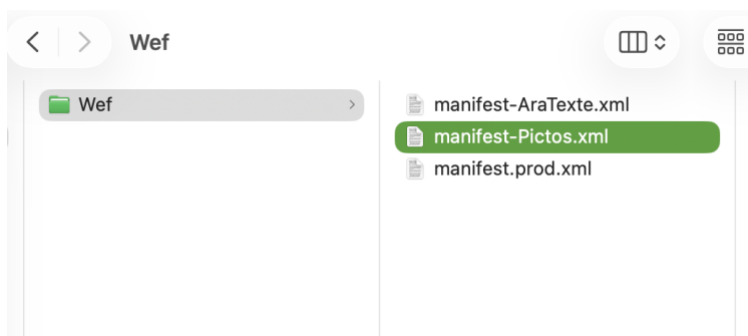 Wef
Wef
manifest-AraTexte.xml
manifest-Pictos.xml
manifest.prod.xml